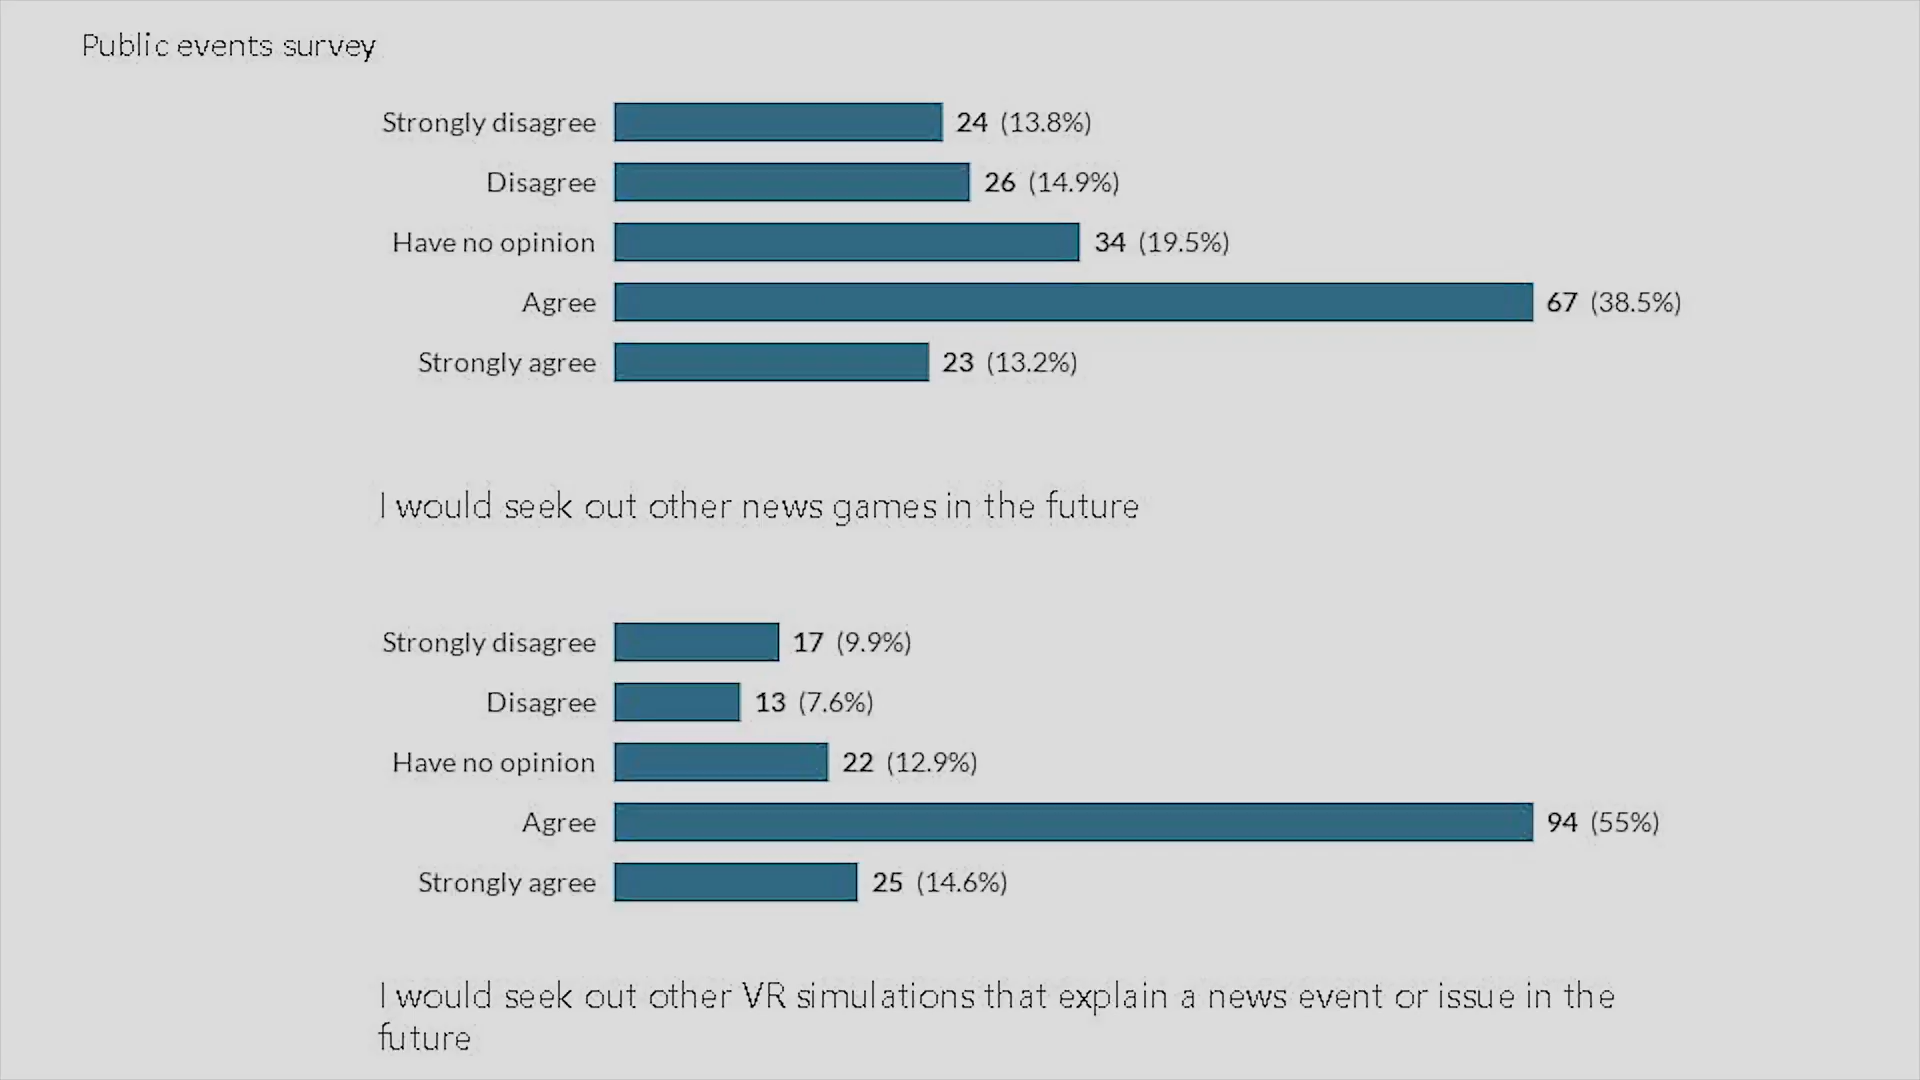 Public events survey
Strongly disagree 24 (13.8%)
Disagree 26 (14.9%)
Have no opinion 34 (19.5%)
Agree 67 (38.5%)
Strongly agree 23 (13.2%)
I would seek out other news games in the future
Strongly disagree 17 (9.9%)
Disagree 13 (7.6%)
Have no opinion 22 (12.9%)
Agree 94 (55%)
Strongly agree 25 (14.6%)
I would seek out other VR simulations that explain a news event or issue in the
future